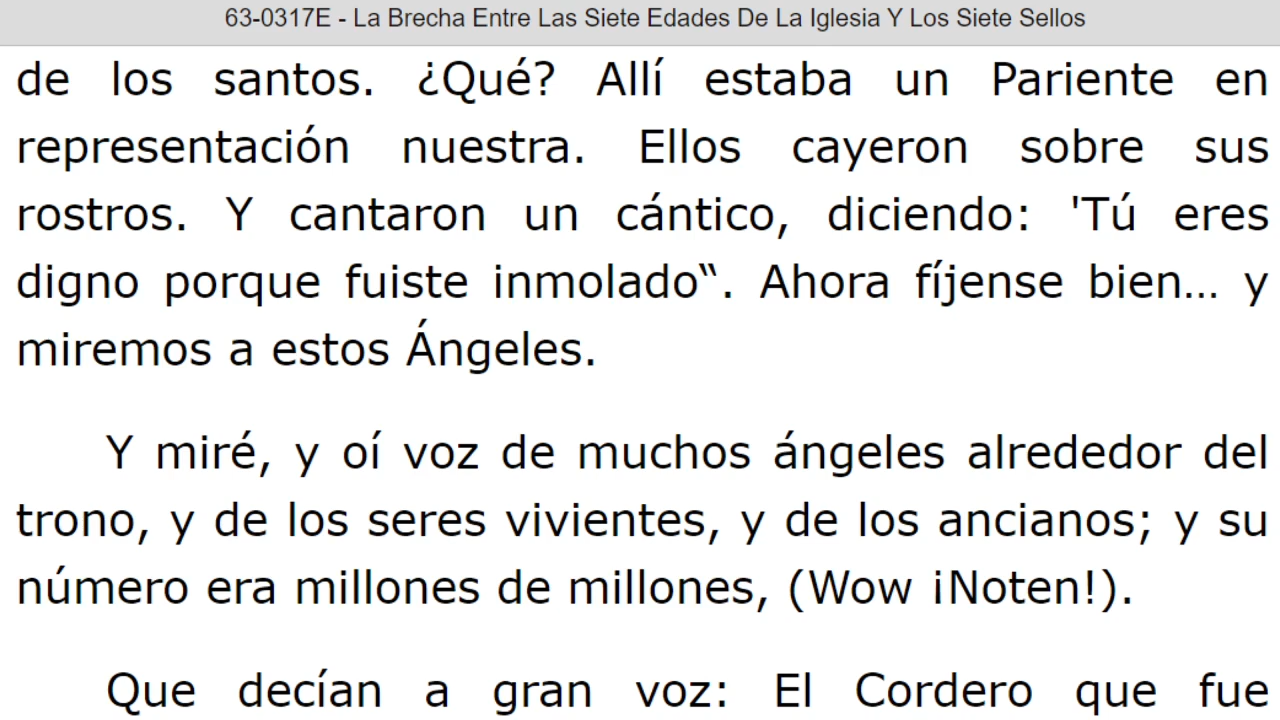 63-0317E - La Brecha Entre Las Siete Edades De La Iglesia Y Los Siete Sellos
de los santos. ¿Qué? Allí estaba un Pariente en
representación nuestra. Ellos cayeron sobre sus
rostros. Y cantaron un cántico, diciendo: 'Tú eres
digno porque fuiste inmolado‟. Ahora fíjense bien… y
miremos a estos Ángeles.
Y miré, y oí voz de muchos ángeles alrededor del
trono, y de los seres vivientes, y de los ancianos; y su
número era millones de millones, (Wow ¡Noten!).
Que decían a gran voz: El Cordero que fue